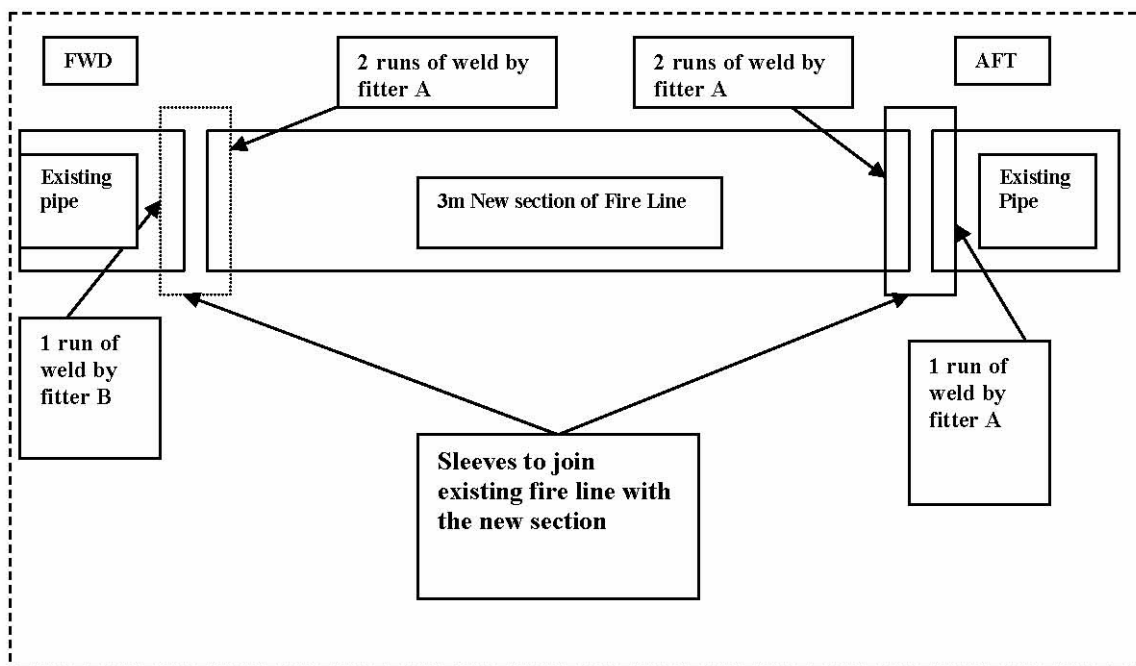 FWD
2 runs of weld by
fitter A
2 runs of weld by
fitter A
AFT
Existing
pipe
3m New section of Fire Line
Existing
Pipe
1 run of
weld by
fitter B
Sleeves to join
existing fire line with
the new section
1 run of
weld by
fitter A